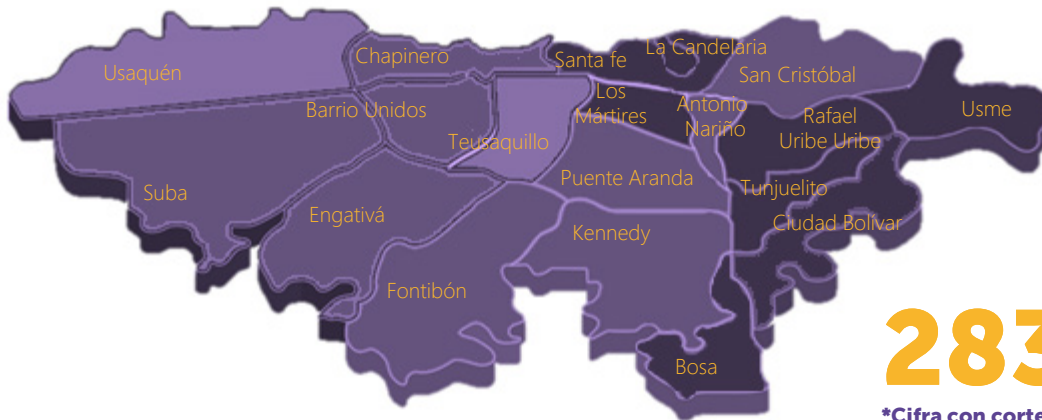 Usaquén
Chapinero
Santa fe
La Candelaria
San Cristóbal
Barrio Unidos
Teusaquillo
Los
Mártires
Antonio
Nariño
Rafael
Uribe Uribe
Usme
Suba
Engativá
Puente Aranda
Tunjuelito
Kennedy
Ciudad Bolívar
Fontibón
Bosa
283
*Cifra con corte